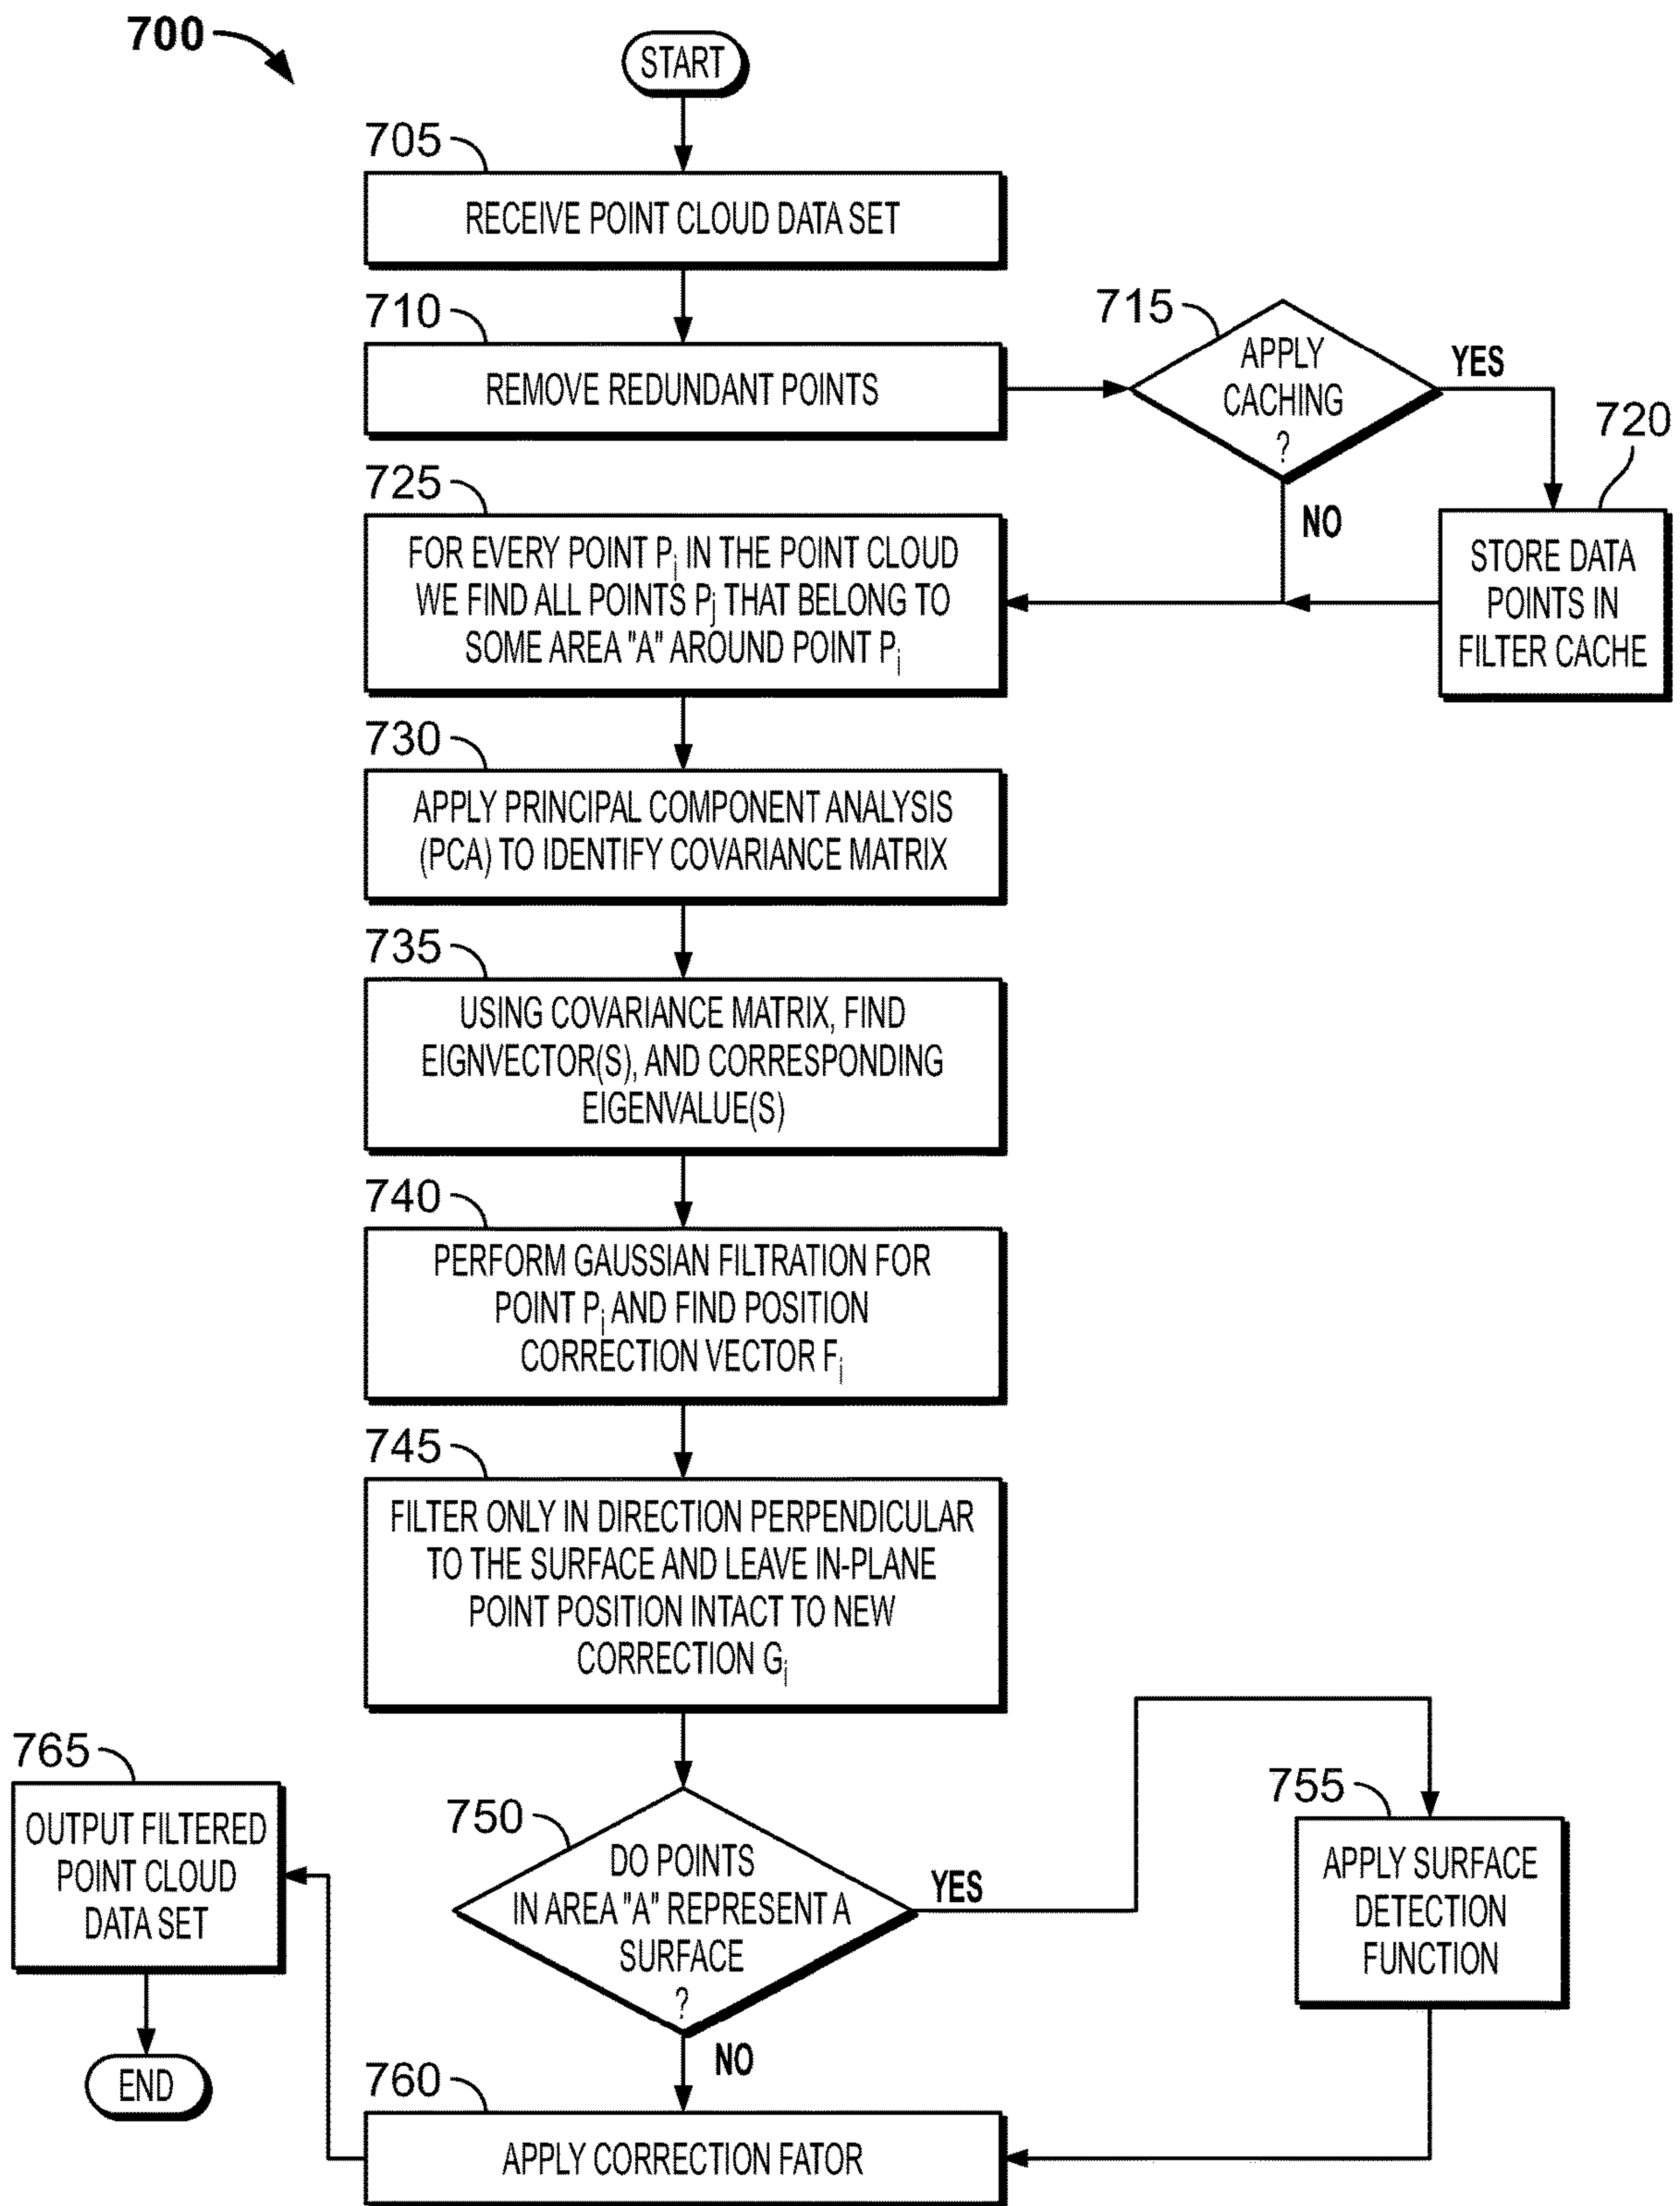 700
START
705
RECEIVE POINT CLOUD DATA SET
710
REMOVE REDUNDANT POINTS
715
APPLY
CACHING
?
YES
NO
720
STORE DATA
POINTS IN
FILTER CACHE
725
FOR EVERY POINT Pi IN THE POINT CLOUD
WE FIND ALL POINTS Pj THAT BELONG TO
SOME AREA "A" AROUND POINT Pi
730
APPLY PRINCIPAL COMPONENT ANALYSIS
(PCA) TO IDENTIFY COVARIANCE MATRIX
735
USING COVARIANCE MATRIX, FIND
EIGNVECTOR(S), AND CORRESPONDING
EIGENVALUE(S)
740
PERFORM GAUSSIAN FILTRATION FOR
POINT Pi AND FIND POSITION
CORRECTION VECTOR Fi
745
FILTER ONLY IN DIRECTION PERPENDICULAR
TO THE SURFACE AND LEAVE IN-PLANE
POINT POSITION INTACT TO NEW
CORRECTION Gi
750
DO POINTS
IN AREA "A" REPRESENT A
SURFACE
?
YES
NO
755
APPLY SURFACE
DETECTION
FUNCTION
760
APPLY CORRECTION FATOR
765
OUTPUT FILTERED
POINT CLOUD
DATA SET
END